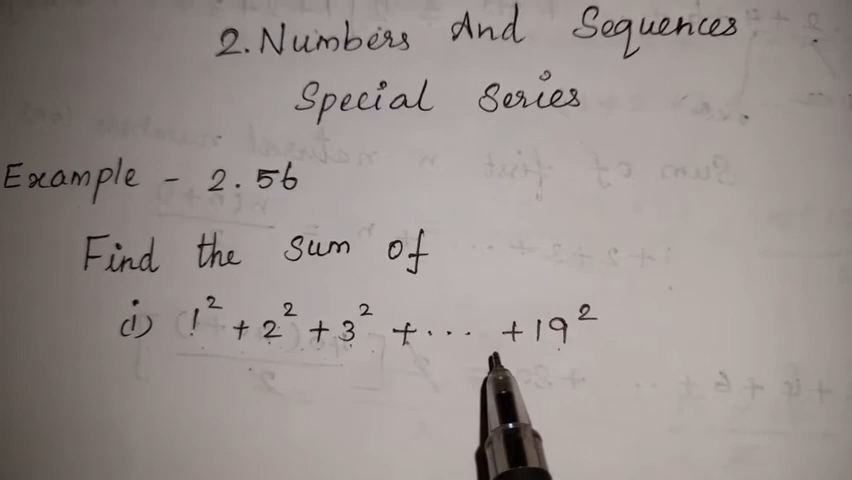 2. Numbers And Sequences
Special Series
Example - 2.56
Find the sum of
(i) 1² + 2² + 3² + ... + 19²